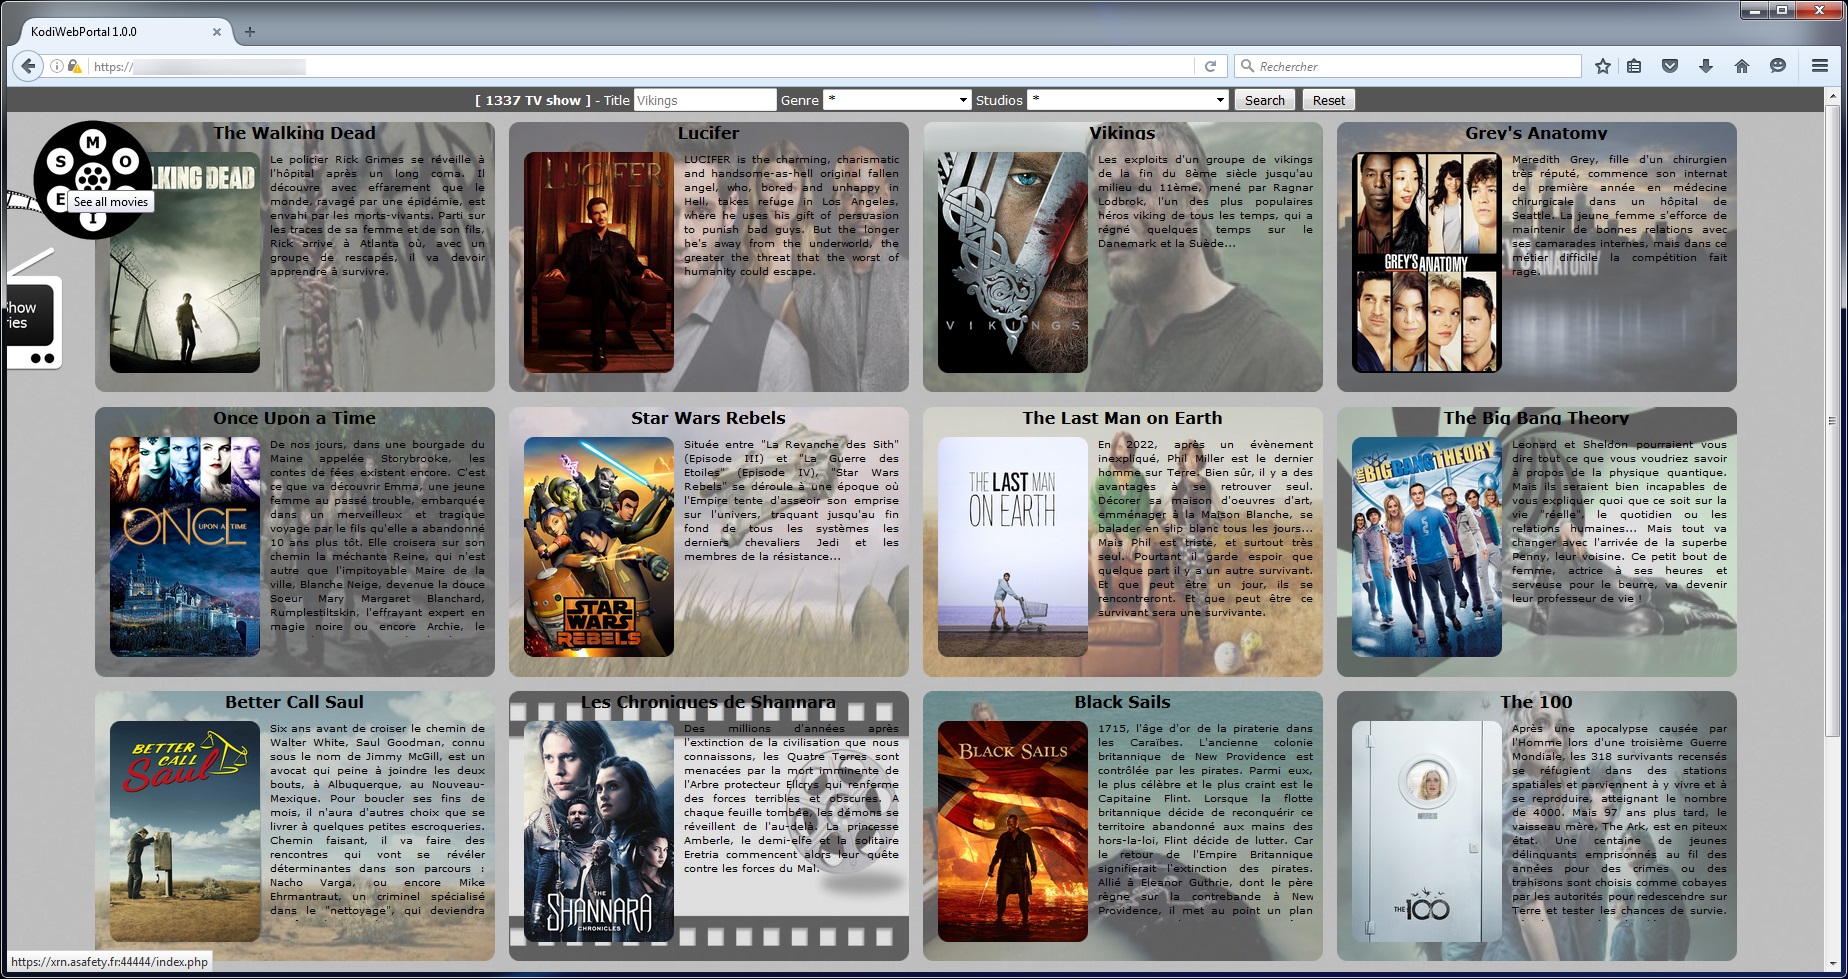 KodiWebPortal 1.0.0
https://
Rechercher
[ 1337 TV show ] - Title Vikings Genre * Studios * Search Reset
M
S O
E
I
See all movies
how
ries
The Walking Dead
LKING DEAD
Le policier Rick Grimes se réveille à
l'hôpital après un long coma. Il
découvre avec effarement que le
monde, ravagé par une épidémie, est
envahi par les morts-vivants. Parti sur
les traces de sa femme et de son fils,
Rick arrive à Atlanta où, avec un
groupe de rescapés, il va devoir
apprendre à survivre.
Lucifer
LUCIFER
LUCIFER is the charming, charismatic
and handsome-as-hell original fallen
angel, who, bored and unhappy in
Hell, takes refuge in Los Angeles,
where he uses his gift of persuasion
to punish bad guys. But the longer
he's away from the underworld, the
greater the threat that the worst of
humanity could escape.
Vikings
VIKINGS
Les exploits d'un groupe de vikings
de la fin du 8ème siècle jusqu'au
milieu du 11ème, mené par Ragnar
Lodbrok, l'un des plus populaires
héros viking de tous les temps, qui a
régné quelques temps sur le
Danemark et la Suède...
Grey's Anatomy
GREY'S ANATOMY
Meredith Grey, fille d'un chirurgien
très réputé, commence son internat
de première année en médecine
chirurgicale dans un hôpital de
Seattle. La jeune femme s'efforce de
maintenir de bonnes relations avec
ses camarades internes, mais dans ce
métier difficile la compétition fait
rage.
Once Upon a Time
ONCE UPON A TIME
De nos jours, dans une bourgade du
Maine appelée Storybrooke, les
contes de fées existent encore. C'est
ce que va découvrir Emma, une jeune
femme au passé trouble, embarquée
dans un merveilleux et tragique
voyage par le fils qu'elle a abandonné
10 ans plus tôt. Elle croisera sur son
chemin la méchante Reine, qui n'est
autre que l'impitoyable Maire de la
ville, Blanche Neige, devenue la douce
Soeur Mary Margaret Blanchard,
Rumplestiltskin, l'effrayant expert en
magie noire ou encore Archie, le
Star Wars Rebels
STAR
WARS
REBELS
Située entre "La Revanche des Sith"
(Episode III) et "La Guerre des
Etoiles" (Episode IV), "Star Wars
Rebels" se déroule à une époque où
l'Empire tente d'asseoir son emprise
sur l'univers, traquant jusqu'au fin
fond de tous les systèmes les
derniers chevaliers Jedi et les
membres de la résistance...
The Last Man on Earth
THE LAST MAN
ON EARTH
En 2022, après un évènement
inexpliqué, Phil Miller est le dernier
homme sur Terre. Bien sûr, il y a des
avantages à se retrouver seul.
Décorer sa maison d'oeuvres d'art,
emménager à la Maison Blanche, se
balader en slip blanc tous les jours...
Mais Phil est triste, et surtout très
seul. Pourtant il garde espoir que
quelque part il y a un autre survivant.
Et que peut être un jour, ils se
rencontreront. Et que peut être ce
survivant sera une survivante.
The Big Bang Theory
THE BIG BANG THEORY
Leonard et Sheldon pourraient vous
dire tout ce que vous voudriez savoir
à propos de la physique quantique.
Mais ils seraient bien incapables de
vous expliquer quoi que ce soit sur la
vie "réelle", le quotidien ou les
relations humaines... Mais tout va
changer avec l'arrivée de la superbe
Penny, leur voisine. Ce petit bout de
femme, actrice à ses heures et
serveuse pour le beurre, va devenir
leur professeur de vie !
Better Call Saul
BETTER
CALL
Saul
Six ans avant de croiser le chemin de
Walter White, Saul Goodman, connu
sous le nom de Jimmy McGill, est un
avocat qui peine à joindre les deux
bouts, à Albuquerque, au Nouveau-
Mexique. Pour boucler ses fins de
mois, il n'aura d'autres choix que se
livrer à quelques petites escroqueries.
Chemin faisant, il va faire des
rencontres qui vont se révéler
déterminantes dans son parcours :
Nacho Varga, ou encore Mike
Ehrmantraut, un criminel spécialisé
dans le "nettoyage", qui deviendra
Les Chroniques de Shannara
THE
SHANNARA
CHRONICLES
Des millions d'années après
l'extinction de la civilisation que nous
connaissons, les Quatre Terres sont
menacées par la mort imminente de
l'Arbre protecteur Ellcrys qui renferme
des forces terribles et obscures. A
chaque feuille tombée, les démons se
réveillent de l'au-delà. La princesse
Amberle, le demi-elfe et la solitaire
Eretria commencent alors leur quête
contre les forces du Mal.
Black Sails
BLACK SAILS
1715, l'âge d'or de la piraterie dans
les Caraïbes. L'ancienne colonie
britannique de New Providence est
contrôlée par les pirates. Parmi eux,
le plus célèbre et le plus craint est le
Capitaine Flint. Lorsque la flotte
britannique décide de reconquérir ce
territoire abandonné aux mains des
hors-la-loi, Flint décide de lutter. Car
le retour de l'Empire Britannique
signifierait l'extinction des pirates.
Allié à Eleanor Guthrie, dont le père
règne sur la contrebande à New
Providence, il met au point un plan
The 100
THE 100
Après une apocalypse causée par
l'Homme lors d'une troisième Guerre
Mondiale, les 318 survivants recensés
se réfugient dans des stations
spatiales et parviennent à y vivre et à
se reproduire, atteignant le nombre
de 4000. Mais 97 ans plus tard, le
vaisseau mère, The Ark, est en piteux
état. Une centaine de jeunes
délinquants emprisonnés au fil des
années pour des crimes ou des
trahisons sont choisis comme cobayes
par les autorités pour redescendre sur
Terre et tester les chances de survie.
https://xrn.asafety.fr:44444/index.php